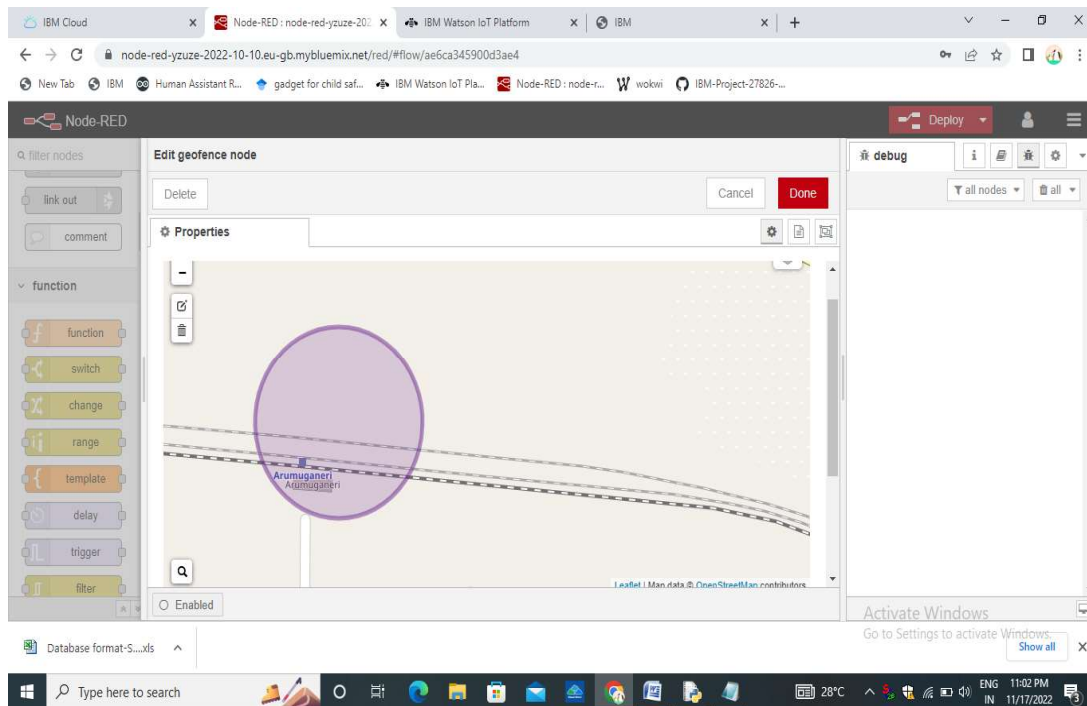 IBM Cloud
Node-RED : node-red-yzuze-202
IBM Watson IoT Platform
IBM
node-red-yzuze-2022-10-10.eu-gb.mybluemix.net/red/#flow/ae6ca345900d3ae4
New Tab IBM Human Assistant R... gadget for child saf... IBM Watson IoT Pla... Node-RED : node-r... wokwi IBM-Project-27826-...
Node-RED
Deploy
filter nodes
Edit geofence node
debug
i
Delete
Cancel
Done
all nodes
all
link out
comment
Properties
function
function
switch
change
range
template
delay
trigger
filter
Arumuganeri
Arumuganeri
Leaflet | Map data © OpenStreetMap contributors
Enabled
Activate Windows
Go to Settings to activate Windows.
Database format-S....xls
Show all
Type here to search
28°C
ENG
IN
11:02 PM
11/17/2022
3